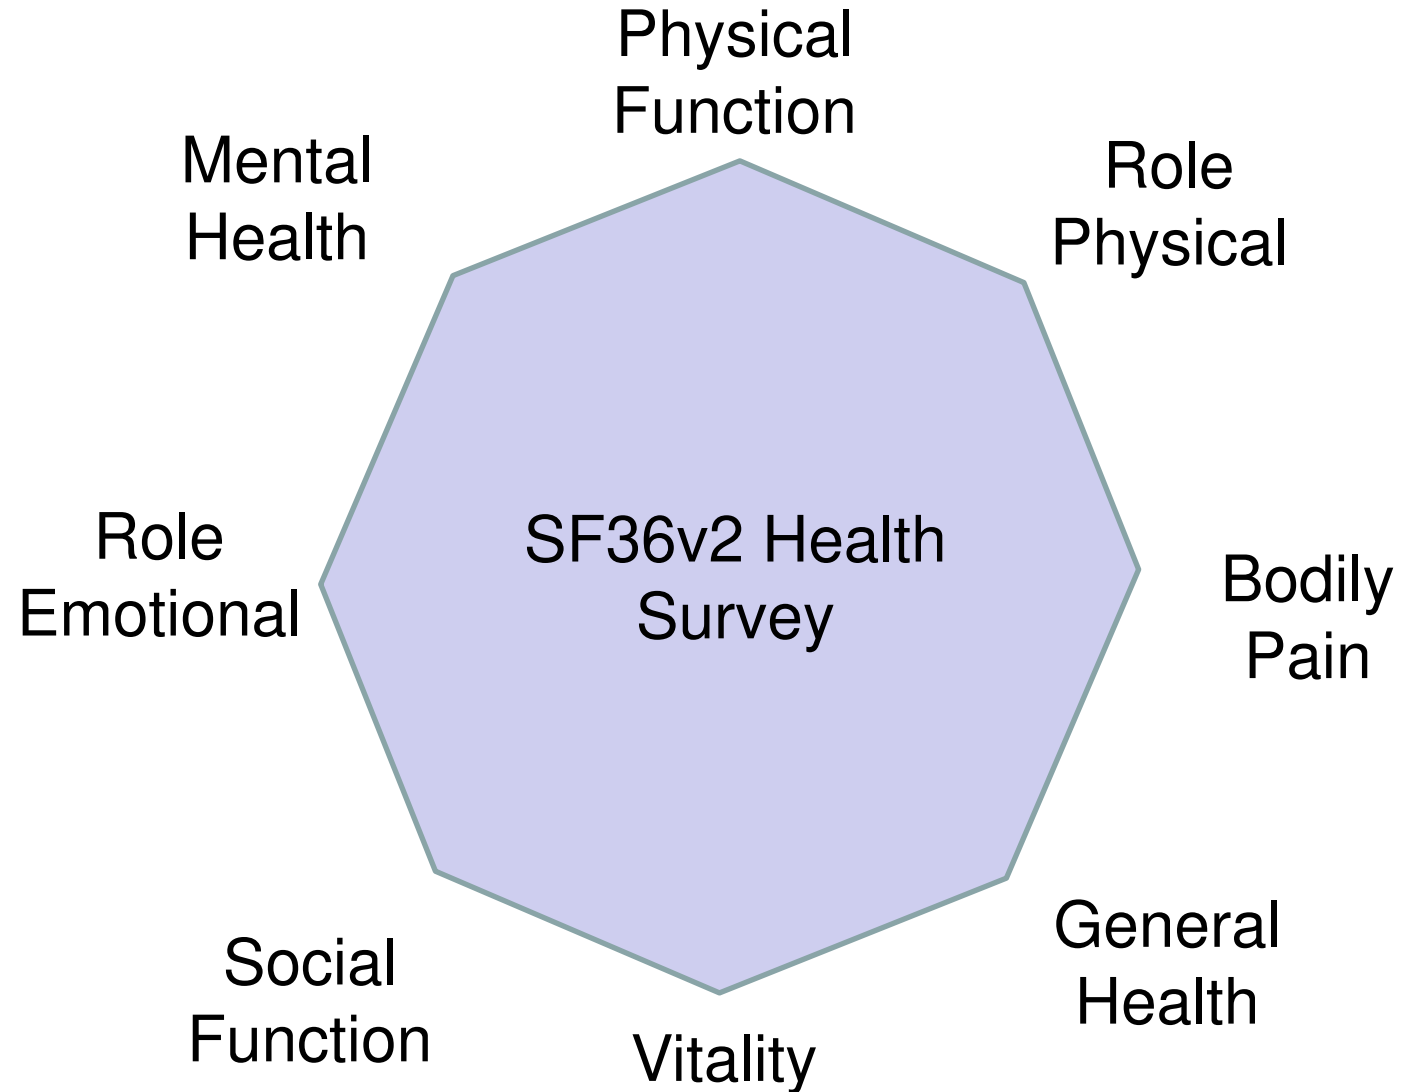 Physical
Function
Mental
Health
Role
Physical
Role
Emotional
SF36v2 Health
Survey
Bodily
Pain
General
Health
Social
Function
Vitality